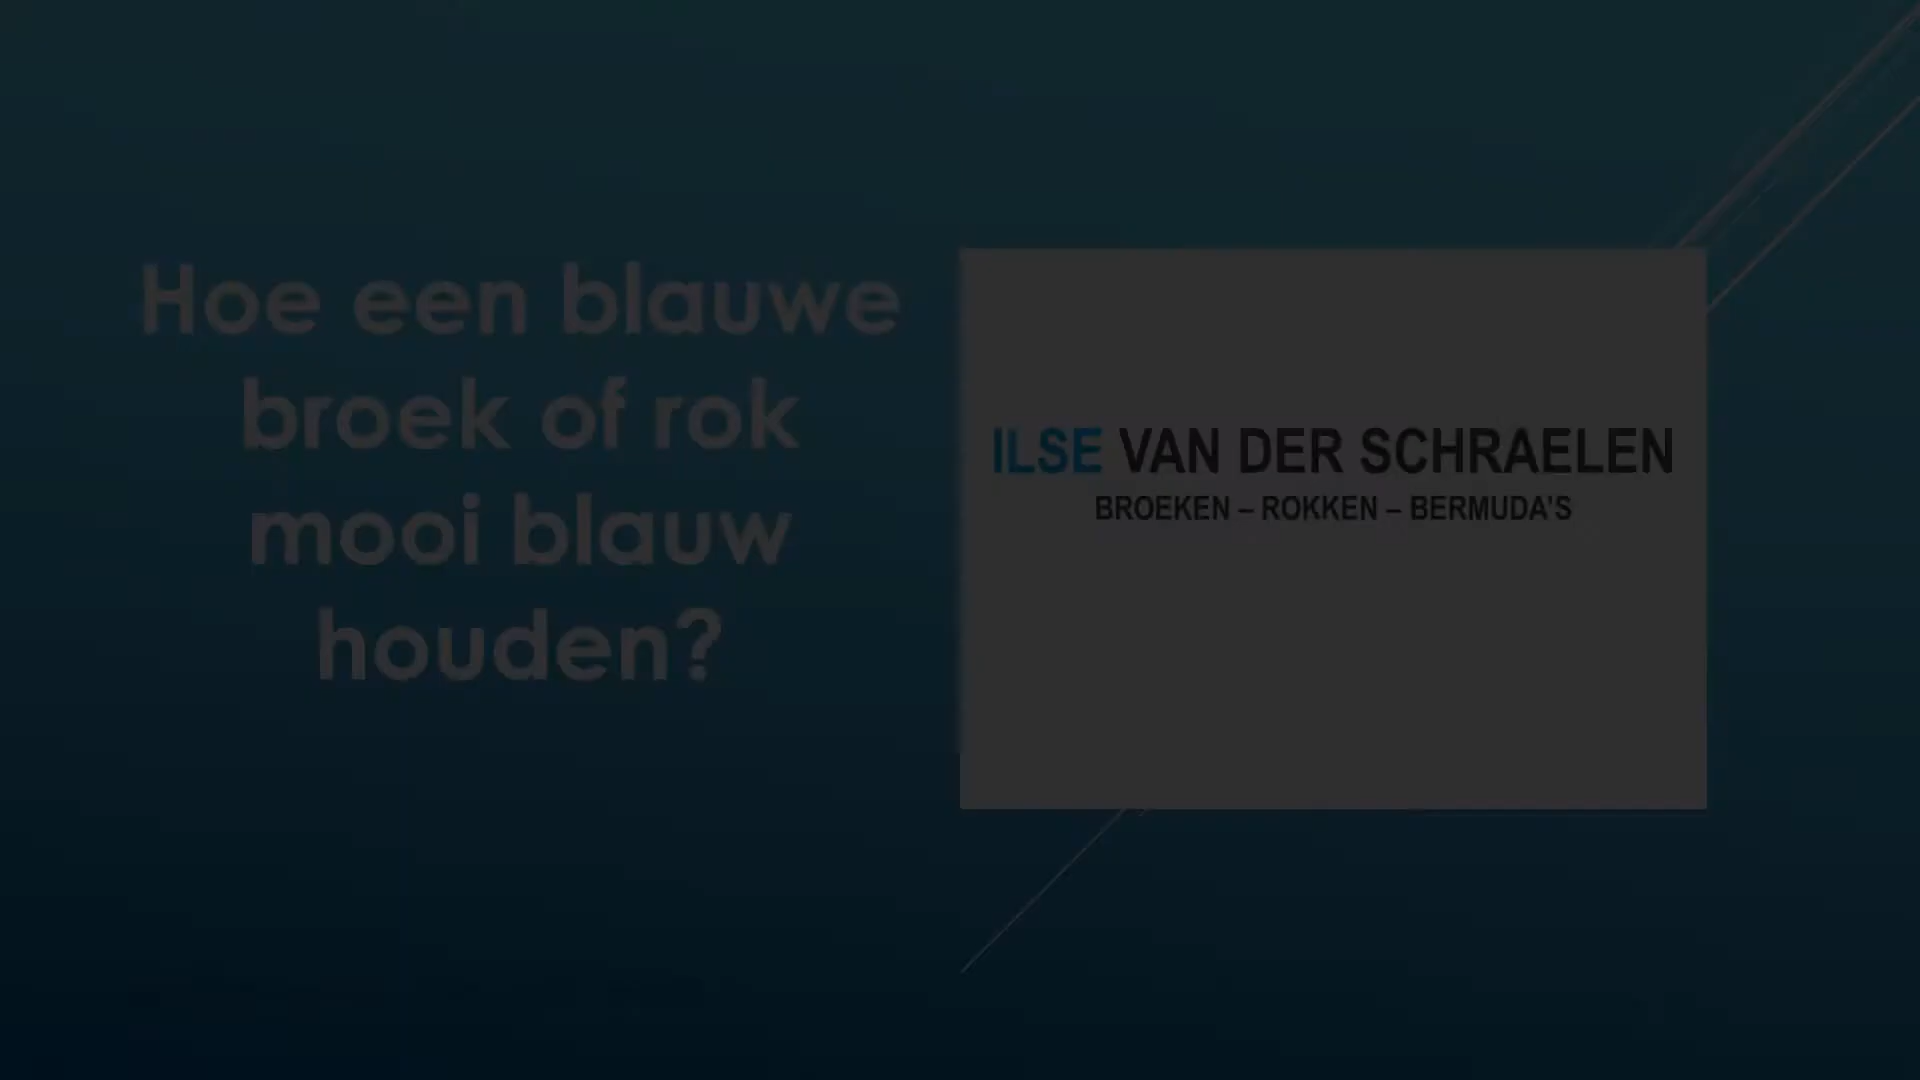 Hoe een blauwe
broek of rok
mooi blauw
houden?
ILSE VAN DER SCHRAELEN
BROEKEN – ROKKEN – BERMUDA'S